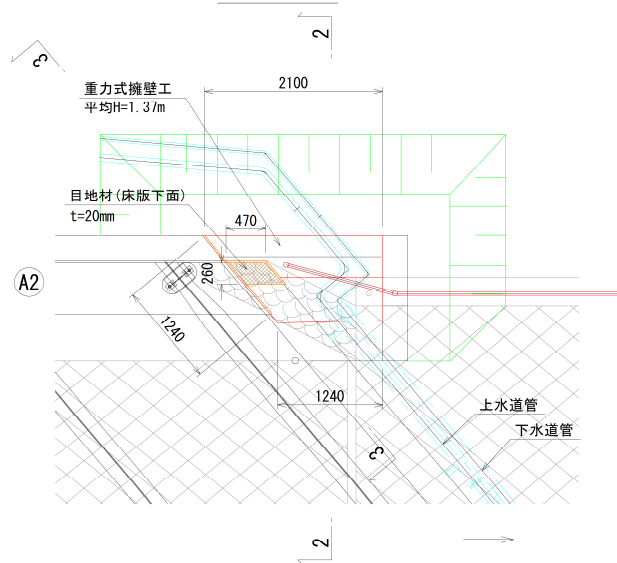 2
3
重力式擁壁工
平均H=1.37m
2100
目地材(床版下面)
t=20mm
470
A2
260
1240
1240
上水道管
下水道管
3
2